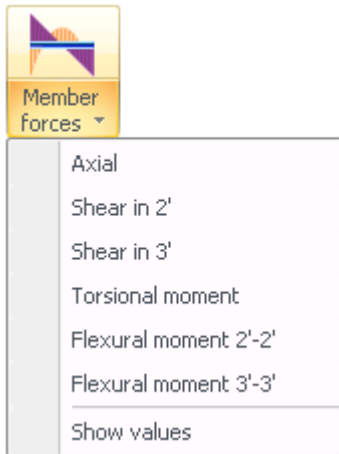 Member
forces
Axial
Shear in 2'
Shear in 3'
Torsional moment
Flexural moment 2'-2'
Flexural moment 3'-3'
Show values